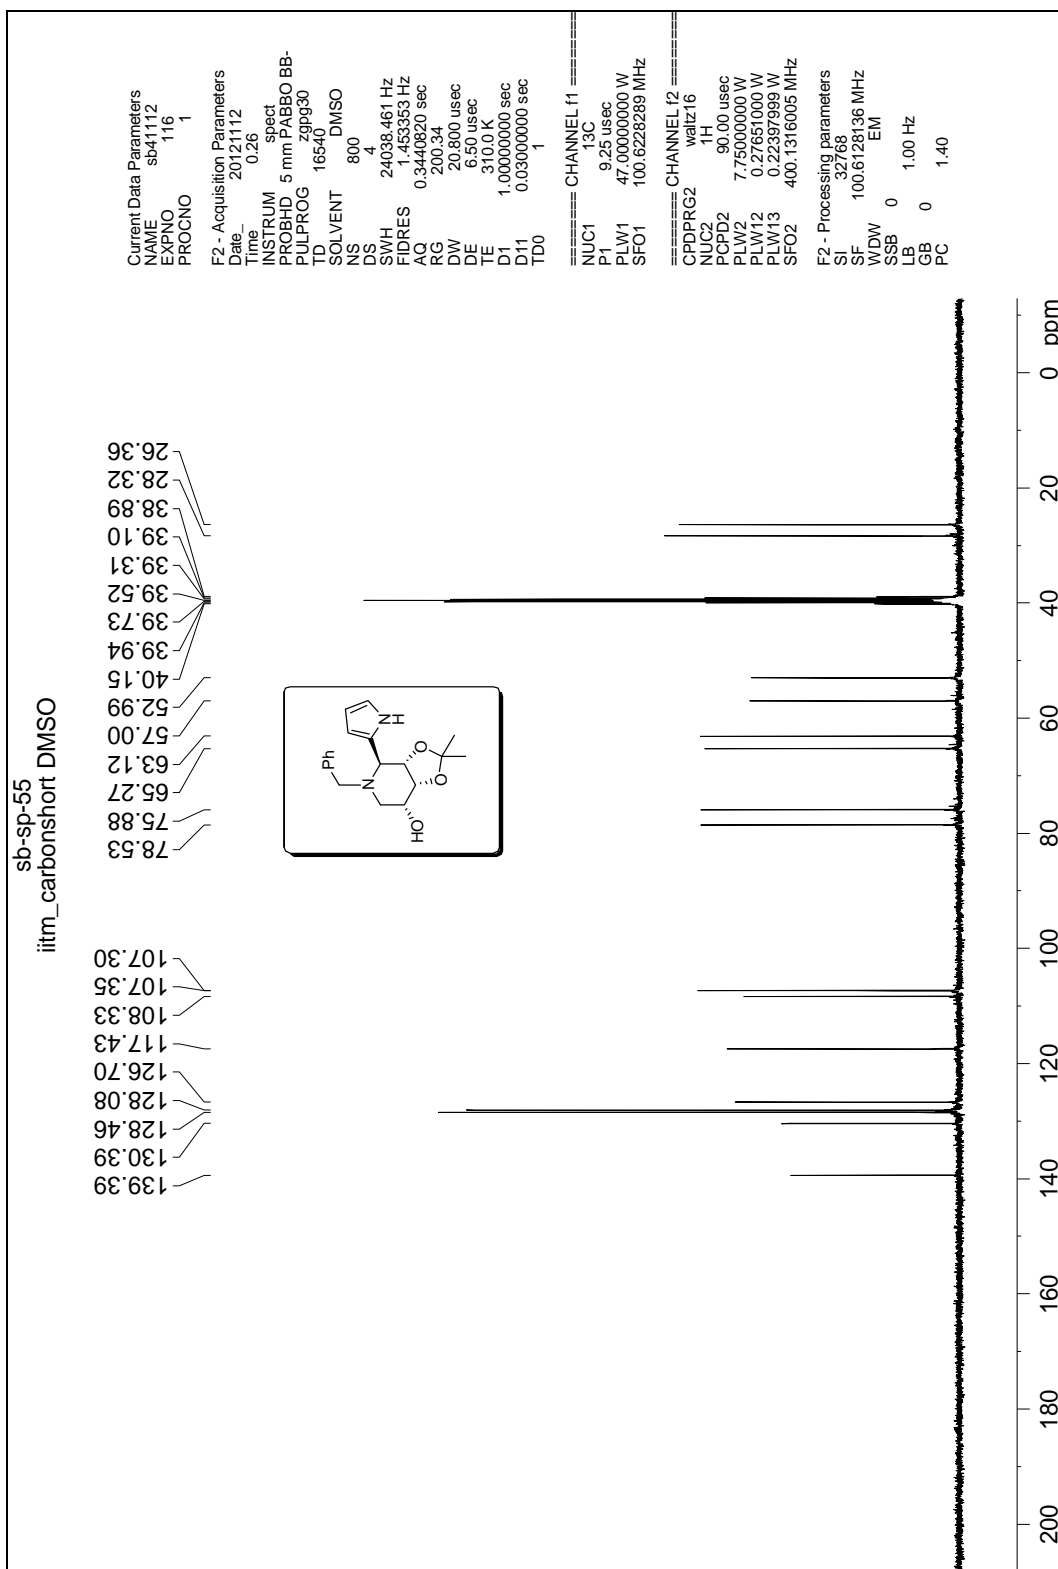 sb-sp-55
iitm_carbonshort DMSO
139.39
130.39
128.46
128.08
126.70
117.43
108.33
107.35
107.30
78.53
75.88
65.27
63.12
57.00
52.99
40.15
39.94
39.73
39.52
39.31
39.10
38.89
28.32
26.36
Ph
N
NH
O
O
HO
Current Data Parameters
NAME sb41112
EXPNO 116
PROCNO 1
F2 - Acquisition Parameters
Date_ 20121112
Time 0.26
INSTRUM spect
PROBHD 5 mm PABBO BB-
PULPROG zgpg30
TD 16540
SOLVENT DMSO
NS 800
DS 4
SWH 24038.461 Hz
FIDRES 1.453353 Hz
AQ 0.3440820 sec
RG 200.34
DW 20.800 usec
DE 6.50 usec
TE 310.0 K
D1 1.00000000 sec
D11 0.03000000 sec
TD0 1
======== CHANNEL f1 ========
NUC1 13C
P1 9.25 usec
PLW1 47.00000000 W
SFO1 100.6228289 MHz
======== CHANNEL f2 ========
CPDPRG2 waltz16
NUC2 1H
PCPD2 90.00 usec
PLW2 7.75000000 W
PLW12 0.27651000 W
PLW13 0.22397999 W
SFO2 400.1316005 MHz
F2 - Processing parameters
SI 32768
SF 100.6128136 MHz
WDW EM
SSB 0
LB 1.00 Hz
GB 0
PC 1.40
200 180 160 140 120 100 80 60 40 20 0 ppm